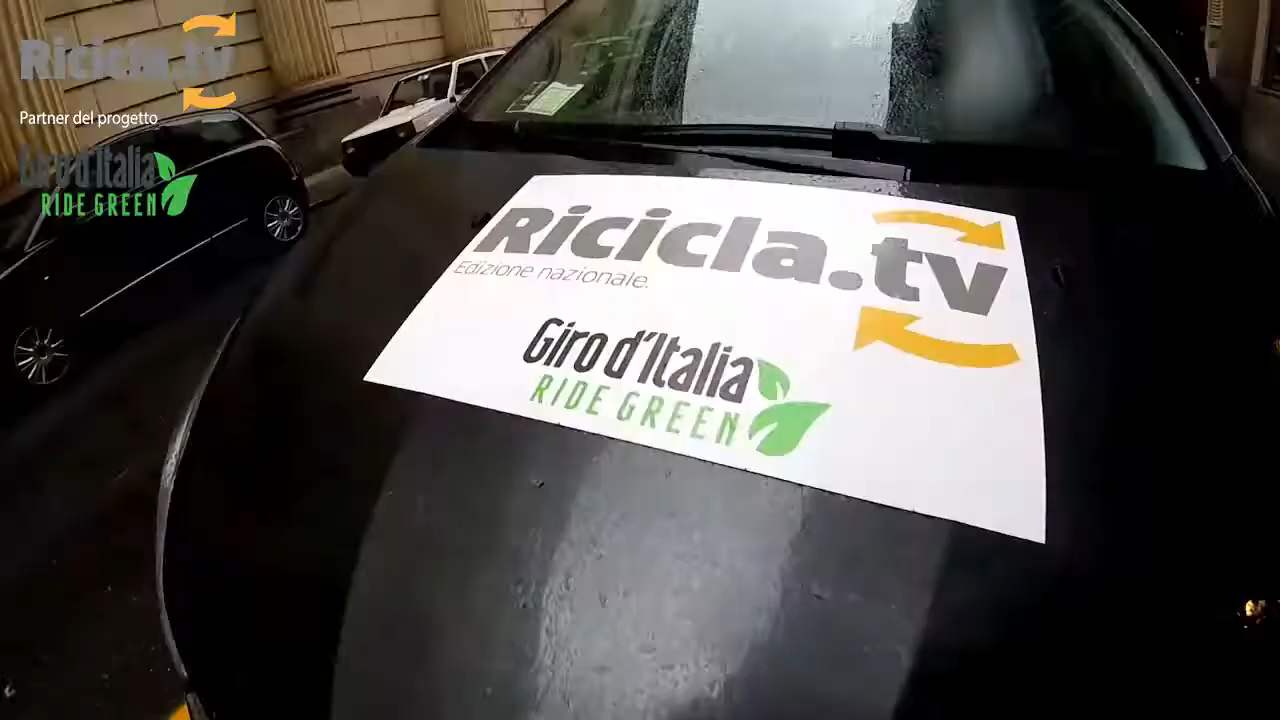 Ricicla.tv
Partner del progetto
Giro d'Italia
RIDE GREEN
Ricicla.tv
Edizione nazionale.
Giro d'Italia
RIDE GREEN